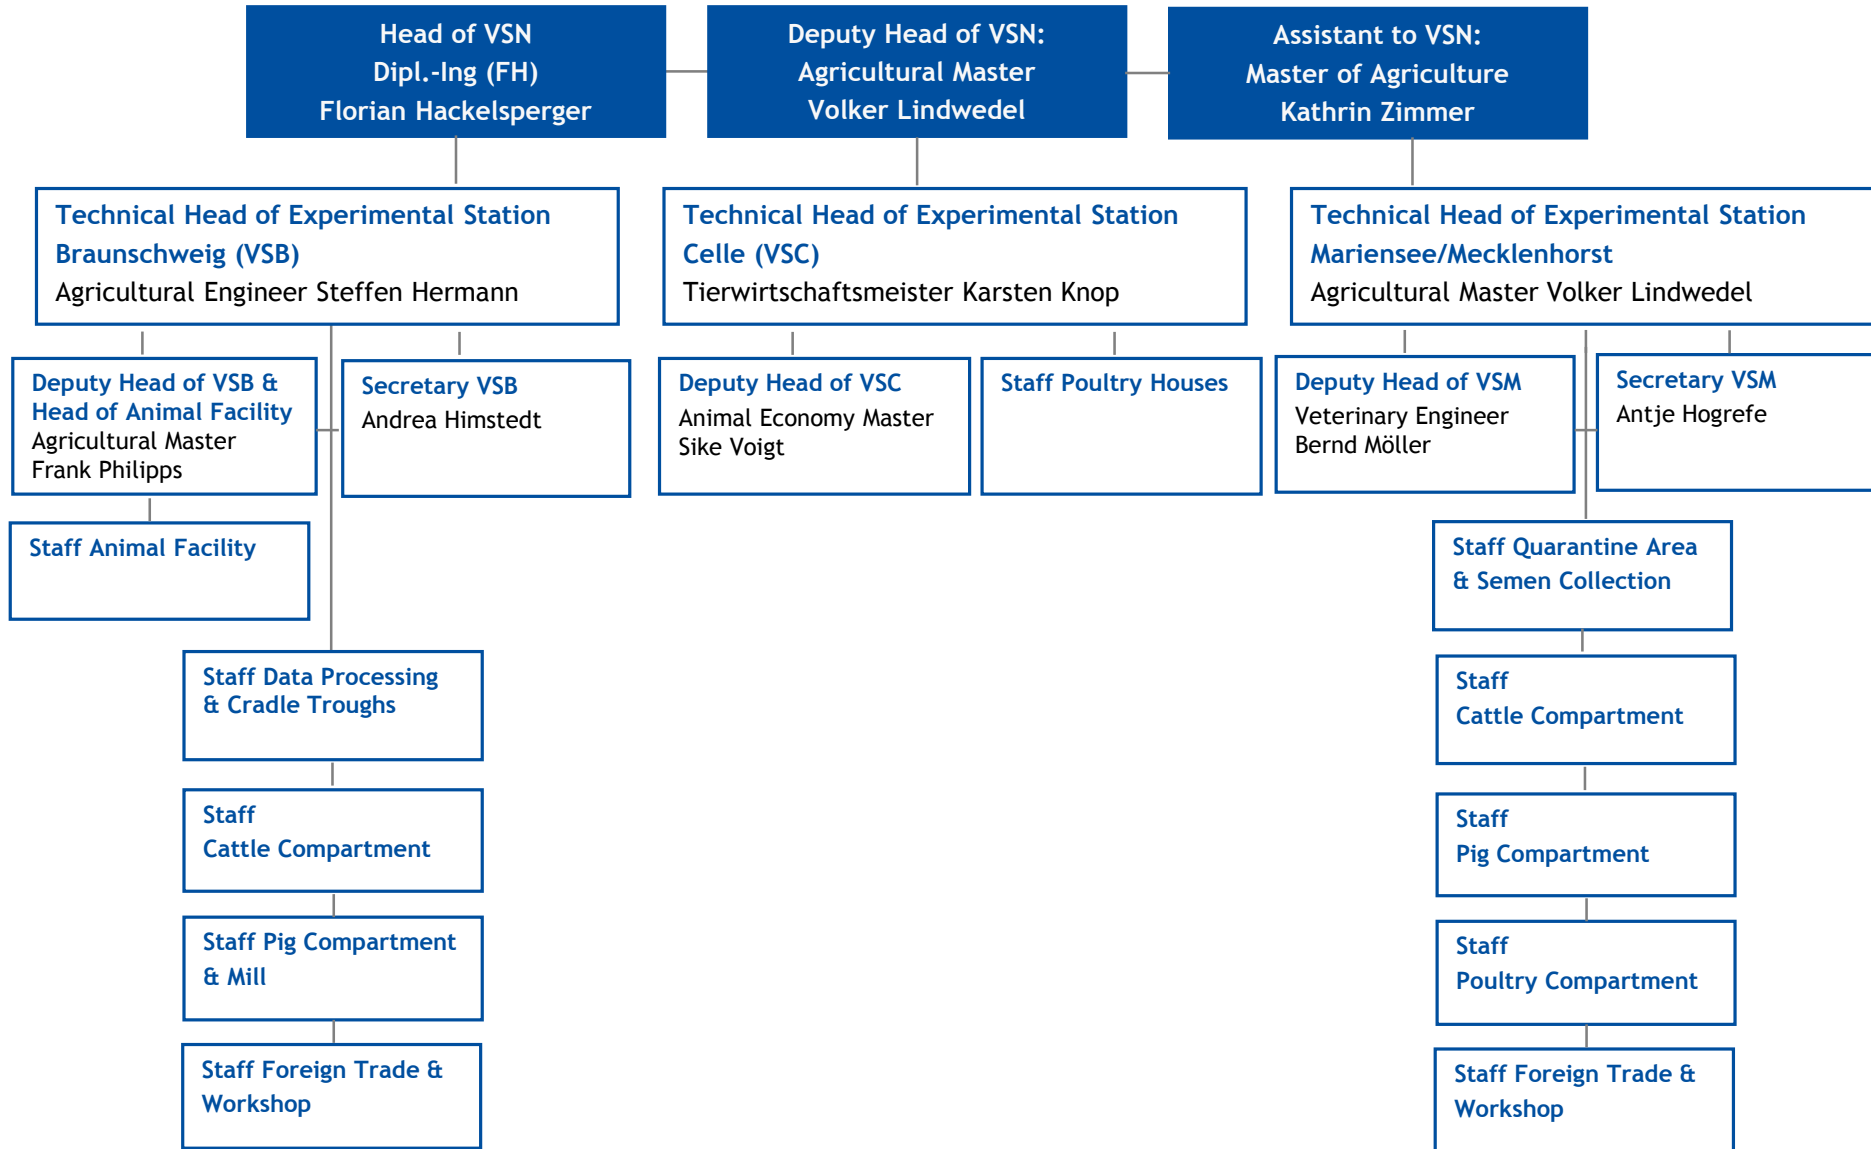 Head of VSN
Dipl.-Ing (FH)
Florian Hackelsperger
Deputy Head of VSN:
Agricultural Master
Volker Lindwedel
Assistant to VSN:
Master of Agriculture
Kathrin Zimmer
Technical Head of Experimental Station
Braunschweig (VSB)
Agricultural Engineer Steffen Hermann
Technical Head of Experimental Station
Celle (VSC)
Tierwirtschaftsmeister Karsten Knop
Technical Head of Experimental Station
Mariensee/Mecklenhorst
Agricultural Master Volker Lindwedel
Deputy Head of VSB &
Head of Animal Facility
Agricultural Master
Frank Philipps
Secretary VSB
Andrea Himstedt
Deputy Head of VSC
Animal Economy Master
Sike Voigt
Staff Poultry Houses
Deputy Head of VSM
Veterinary Engineer
Bernd Möller
Secretary VSM
Antje Hogrefe
Staff Animal Facility
Staff Data Processing
& Cradle Troughs
Staff
Cattle Compartment
Staff Pig Compartment
& Mill
Staff Foreign Trade &
Workshop
Staff Quarantine Area
& Semen Collection
Staff
Cattle Compartment
Staff
Pig Compartment
Staff
Poultry Compartment
Staff Foreign Trade &
Workshop